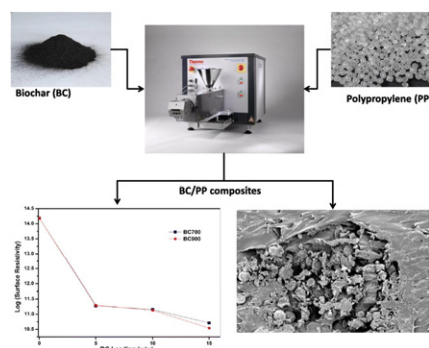 Biochar (BC)
Thermo
Polypropylene (PP
BC/PP composites
BC700
BC900
Log (Surface Resistivity)
14.5
14.0
13.5
13.0
12.5
12.0
11.5
11.0
10.5
0
5
10
15